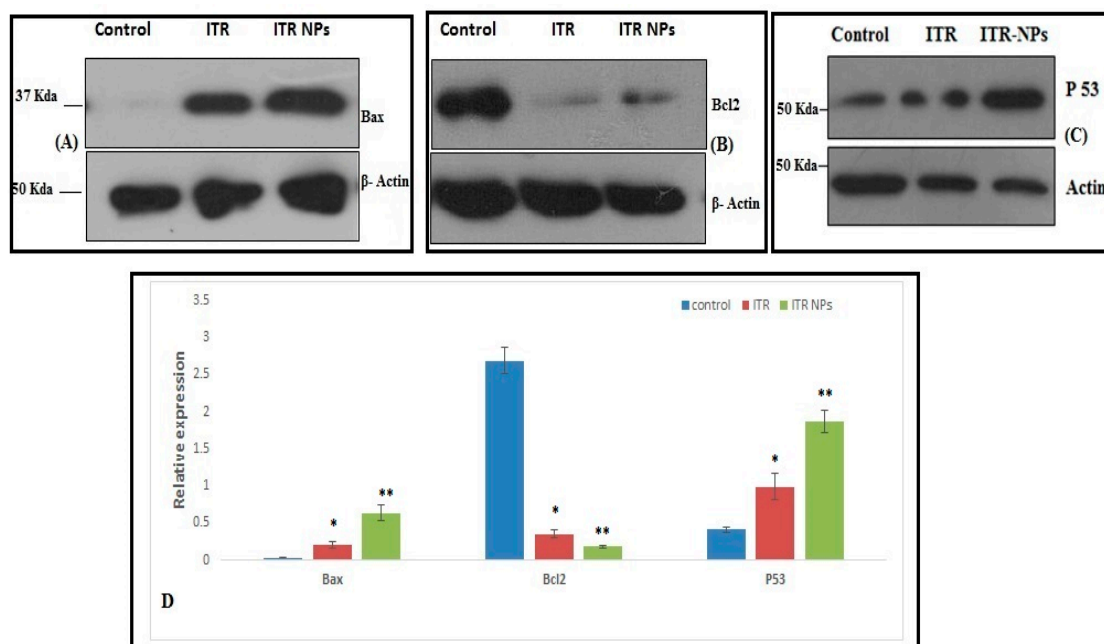 Control ITR ITR NPs
37 Kda
Bax
(A)
50 Kda
β- Actin
Control ITR ITR NPs
Bcl2
(B)
β- Actin
Control ITR ITR-NPs
P 53
50 Kda
(C)
50 Kda
Actin
3.5
control ITR ITR NPs
3
2.5
2
1.5
1
0.5
0
Relative expression
* **
* **
* **
Bax Bcl2 P53
D